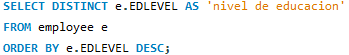 SELECT DISTINCT e.EDLEVEL AS 'nivel de educacion'
FROM employee e
ORDER BY e.EDLEVEL DESC;